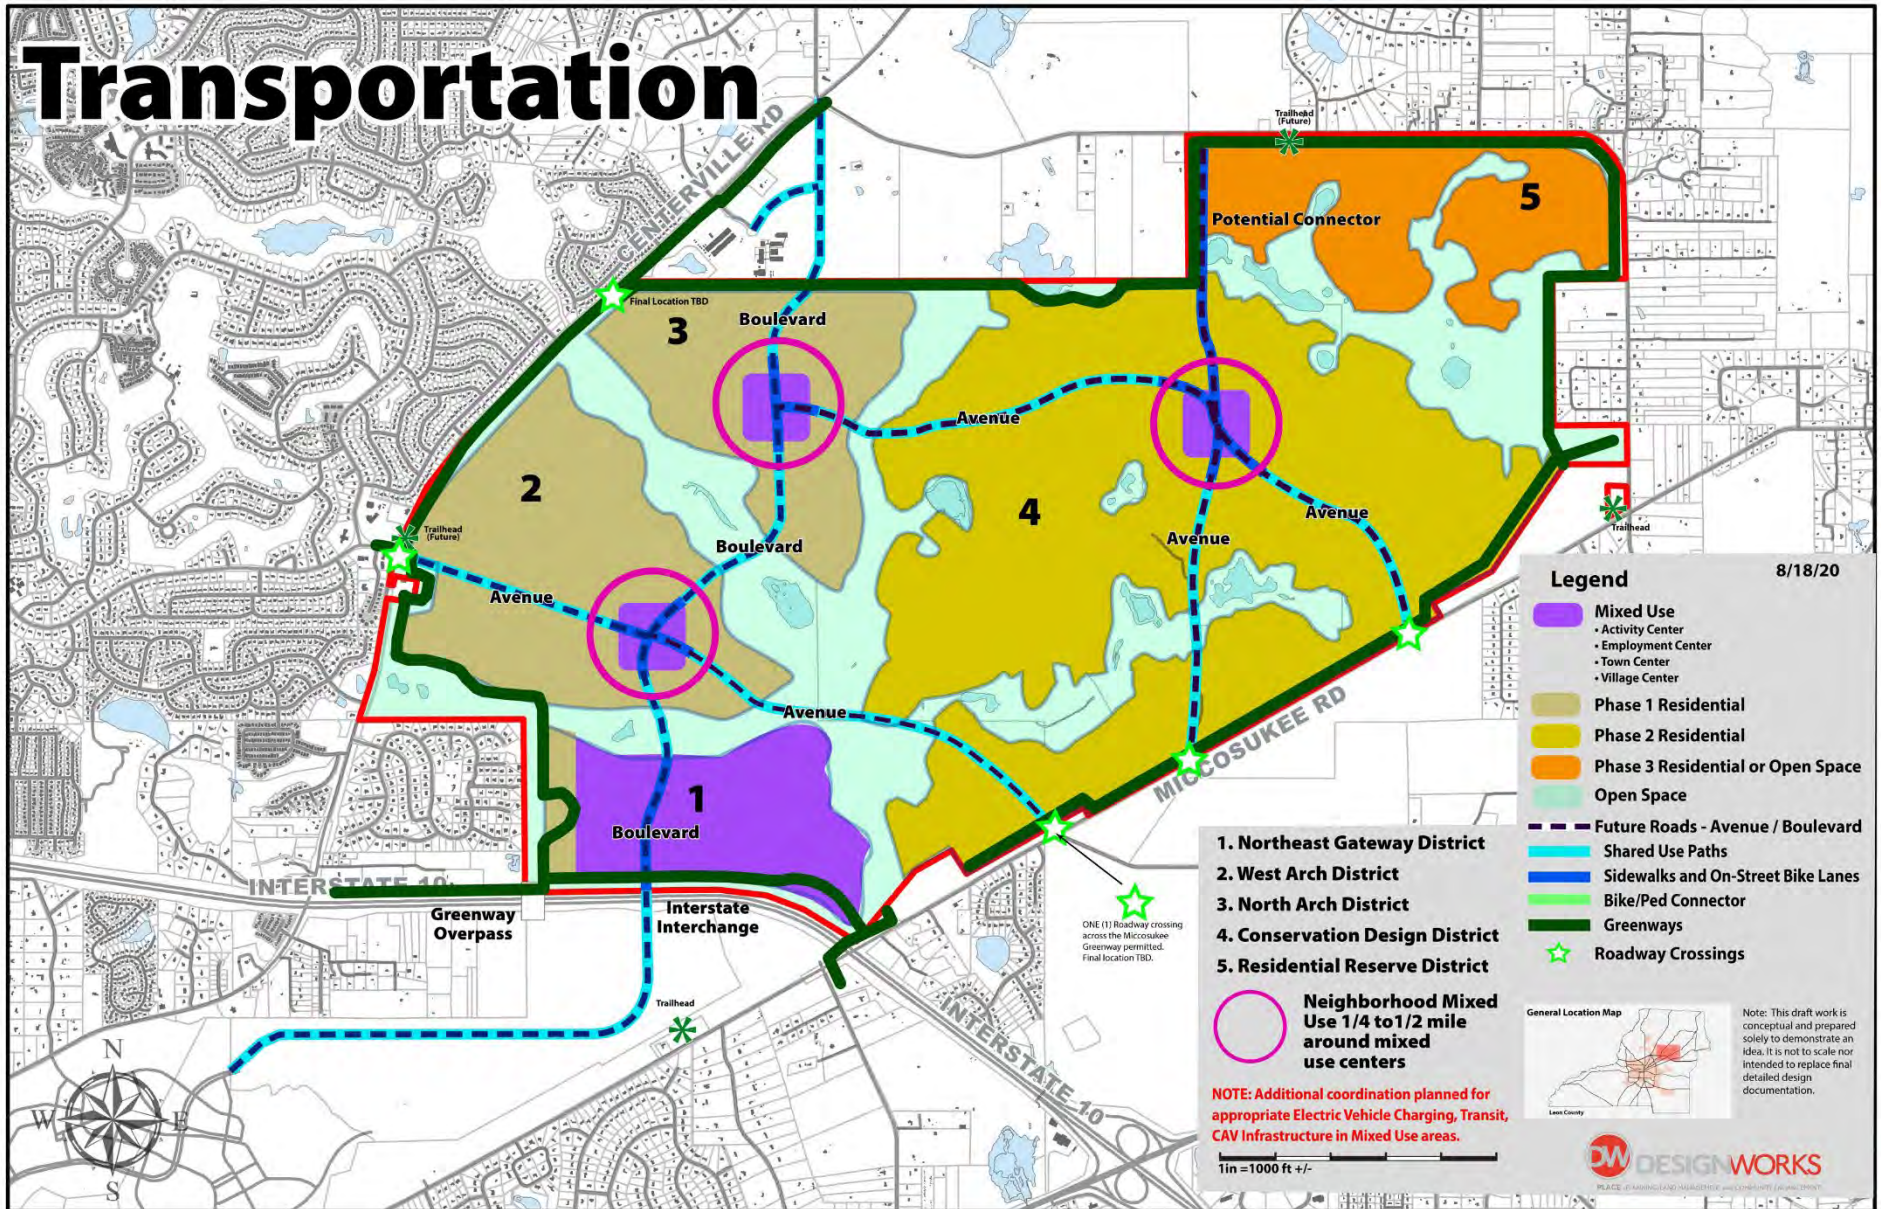 Transportation
CENTERVILLE RD
Trailhead
(Future)
5
Potential Connector
Final Location TBD
3
Boulevard
Avenue
2
4
Avenue
Trailhead
Trailhead
(Future)
Boulevard
Avenue
Avenue
Avenue
MICCOSUKEE RD
1
Boulevard
INTERSTATE 10
Greenway
Overpass
Interstate
Interchange
ONE (1) Roadway crossing
across the Miccosukee
Greenway permitted.
Final location TBD.
Trailhead
INTERSTATE 10
N
W
E
S
Legend
8/18/20
Mixed Use
• Activity Center
• Employment Center
• Town Center
• Village Center
Phase 1 Residential
Phase 2 Residential
Phase 3 Residential or Open Space
Open Space
Future Roads - Avenue / Boulevard
Shared Use Paths
Sidewalks and On-Street Bike Lanes
Bike/Ped Connector
Greenways
Roadway Crossings
1. Northeast Gateway District
2. West Arch District
3. North Arch District
4. Conservation Design District
5. Residential Reserve District
Neighborhood Mixed
Use 1/4 to1/2 mile
around mixed
use centers
NOTE: Additional coordination planned for
appropriate Electric Vehicle Charging, Transit,
CAV Infrastructure in Mixed Use areas.
1in =1000 ft +/-
General Location Map
Leon County
Note: This draft work is
conceptual and prepared
solely to demonstrate an
idea. It is not to scale nor
intended to replace final
detailed design
documentation.
DW DESIGNWORKS